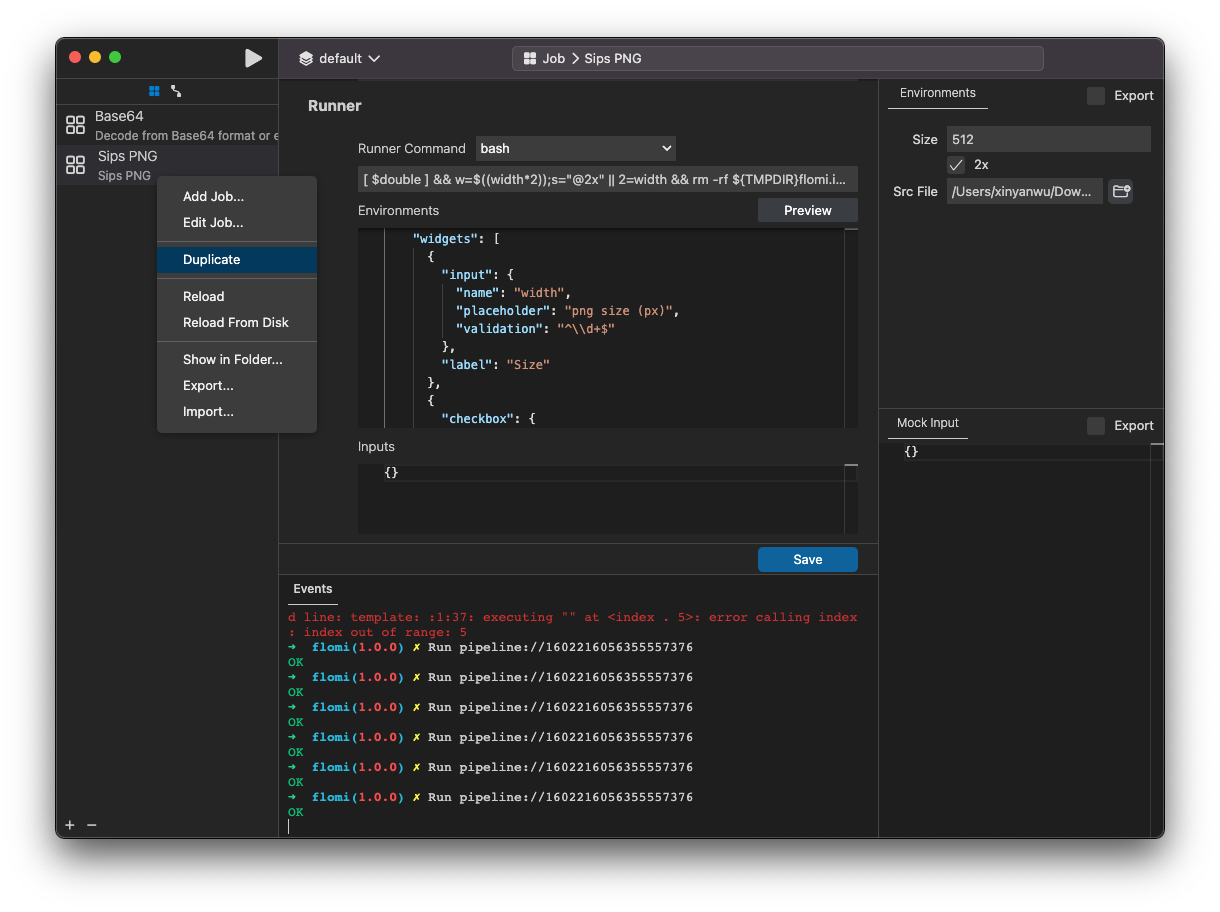 default
Job > Sips PNG
Base64
Decode from Base64 format or e
Sips PNG
Sips PNG
Add Job...
Edit Job...
Duplicate
Reload
Reload From Disk
Show in Folder...
Export...
Import...
+ −
Runner
Runner Command bash
[ $double ] && w=$((width*2));s="@2x" || 2=width && rm -rf ${TMPDIR}flomi.i...
Environments Preview
"widgets": [
{
"input": {
"name": "width",
"placeholder": "png size (px)",
"validation": "^\\d+$"
},
"label": "Size"
},
{
"checkbox": {
Inputs
{}
Save
Events
d line: template: :1:37: executing "" at <index . 5>: error calling index
: index out of range: 5
➜ flomi(1.0.0) ✗ Run pipeline://1602216056355557376
OK
➜ flomi(1.0.0) ✗ Run pipeline://1602216056355557376
OK
➜ flomi(1.0.0) ✗ Run pipeline://1602216056355557376
OK
➜ flomi(1.0.0) ✗ Run pipeline://1602216056355557376
OK
➜ flomi(1.0.0) ✗ Run pipeline://1602216056355557376
OK
➜ flomi(1.0.0) ✗ Run pipeline://1602216056355557376
OK
Environments Export
Size 512
2x
Src File /Users/xinyanwu/Dow...
Mock Input Export
{}